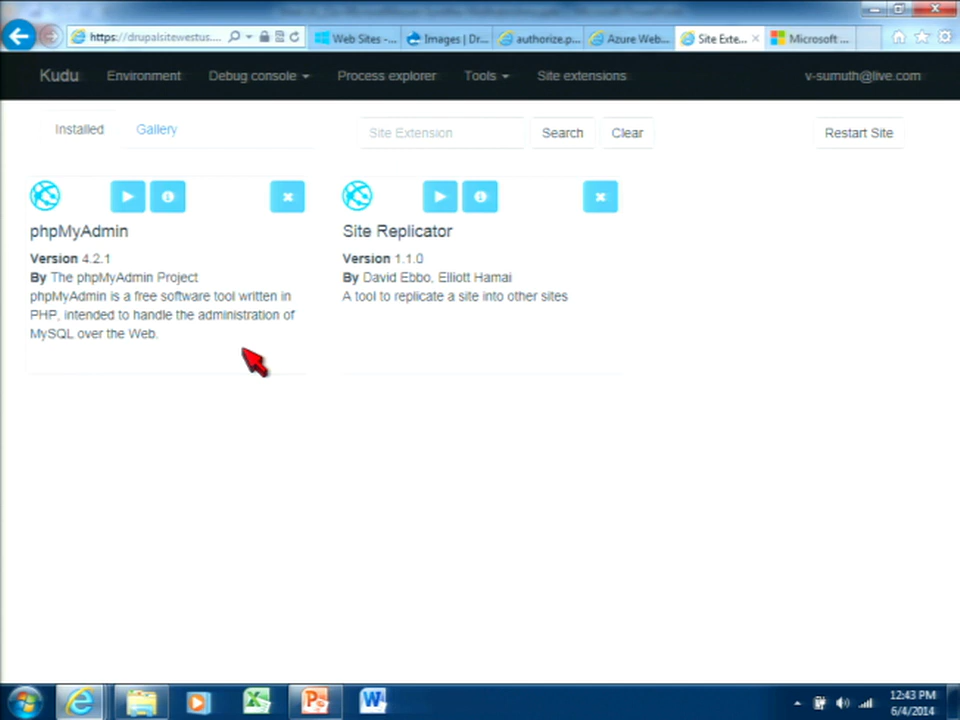 https://drupalsitewestus....
Web Sites -...
Images | Dr...
authorize.p...
Azure Web...
Site Exte...
Microsoft ...
Kudu
Environment
Debug console
Process explorer
Tools
Site extensions
v-sumuth@live.com
Installed
Gallery
Site Extension
Search
Clear
Restart Site
phpMyAdmin
Version 4.2.1
By The phpMyAdmin Project
phpMyAdmin is a free software tool written in
PHP, intended to handle the administration of
MySQL over the Web.
Site Replicator
Version 1.1.0
By David Ebbo, Elliott Hamai
A tool to replicate a site into other sites
12:43 PM
6/4/2014